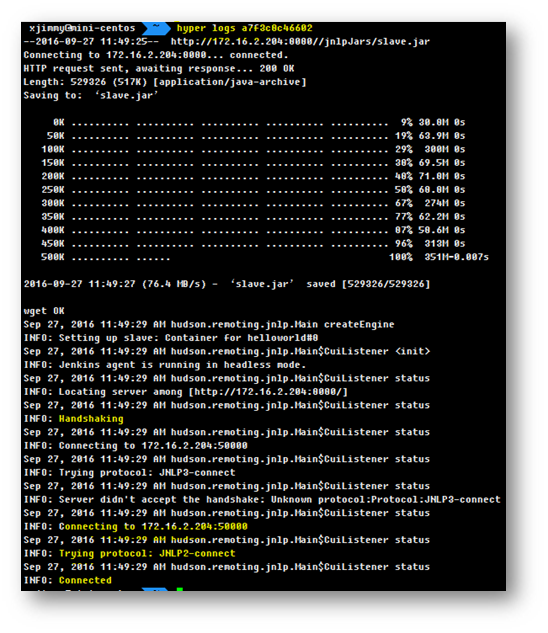 xjimmy@mini-centos ~ hyper logs a7f3c0c46602
--2016-09-27 11:49:25-- http://172.16.2.204:8080//jnlpJars/slave.jar
Connecting to 172.16.2.204:8080... connected.
HTTP request sent, awaiting response... 200 OK
Length: 529326 (517K) [application/java-archive]
Saving to: ‘slave.jar’
0K .......... .......... .......... .......... .......... 9% 30.0M 0s
50K .......... .......... .......... .......... .......... 19% 63.9M 0s
100K .......... .......... .......... .......... .......... 29% 300M 0s
150K .......... .......... .......... .......... .......... 38% 69.5M 0s
200K .......... .......... .......... .......... .......... 48% 71.0M 0s
250K .......... .......... .......... .......... .......... 58% 60.0M 0s
300K .......... .......... .......... .......... .......... 67% 274M 0s
350K .......... .......... .......... .......... .......... 77% 62.2M 0s
400K .......... .......... .......... .......... .......... 87% 50.6M 0s
450K .......... .......... .......... .......... .......... 96% 313M 0s
500K .......... ...... 100% 351M=0.007s
2016-09-27 11:49:27 (76.4 MB/s) - ‘slave.jar’ saved [529326/529326]
wget OK
Sep 27, 2016 11:49:29 AM hudson.remoting.jnlp.Main createEngine
INFO: Setting up slave: Container for helloworld#8
Sep 27, 2016 11:49:29 AM hudson.remoting.jnlp.Main$CuiListener <init>
INFO: Jenkins agent is running in headless mode.
Sep 27, 2016 11:49:29 AM hudson.remoting.jnlp.Main$CuiListener status
INFO: Locating server among [http://172.16.2.204:8080/]
Sep 27, 2016 11:49:29 AM hudson.remoting.jnlp.Main$CuiListener status
INFO: Handshaking
Sep 27, 2016 11:49:29 AM hudson.remoting.jnlp.Main$CuiListener status
INFO: Connecting to 172.16.2.204:50000
Sep 27, 2016 11:49:29 AM hudson.remoting.jnlp.Main$CuiListener status
INFO: Trying protocol: JNLP3-connect
Sep 27, 2016 11:49:29 AM hudson.remoting.jnlp.Main$CuiListener status
INFO: Server didn't accept the handshake: Unknown protocol:Protocol:JNLP3-connect
Sep 27, 2016 11:49:29 AM hudson.remoting.jnlp.Main$CuiListener status
INFO: Connecting to 172.16.2.204:50000
Sep 27, 2016 11:49:29 AM hudson.remoting.jnlp.Main$CuiListener status
INFO: Trying protocol: JNLP2-connect
Sep 27, 2016 11:49:29 AM hudson.remoting.jnlp.Main$CuiListener status
INFO: Connected